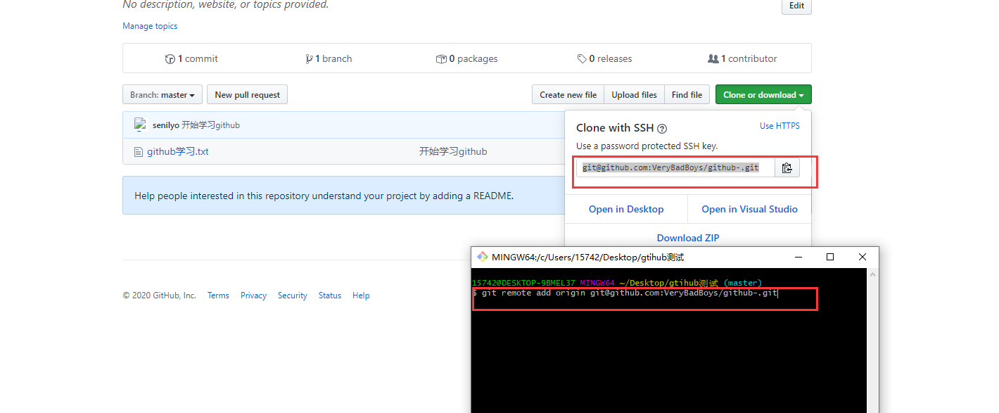 No description, website, or topics provided.
Edit
Manage topics
1 commit
1 branch
0 packages
0 releases
1 contributor
Branch: master
New pull request
Create new file
Upload files
Find file
Clone or download
senilyo 开始学习github
github学习.txt
开始学习github
Clone with SSH
Use HTTPS
Use a password protected SSH key.
git@github.com:VeryBadBoys/github-.git
Help people interested in this repository understand your project by adding a README.
Open in Desktop
Open in Visual Studio
Download ZIP
MINGW64:/c/Users/15742/Desktop/gtihub测试
15742@DESKTOP-9BMEL37 MINGW64 ~/Desktop/gtihub测试 (master)
$ git remote add origin git@github.com:VeryBadBoys/github-.git
© 2020 GitHub, Inc.
Terms
Privacy
Security
Status
Help